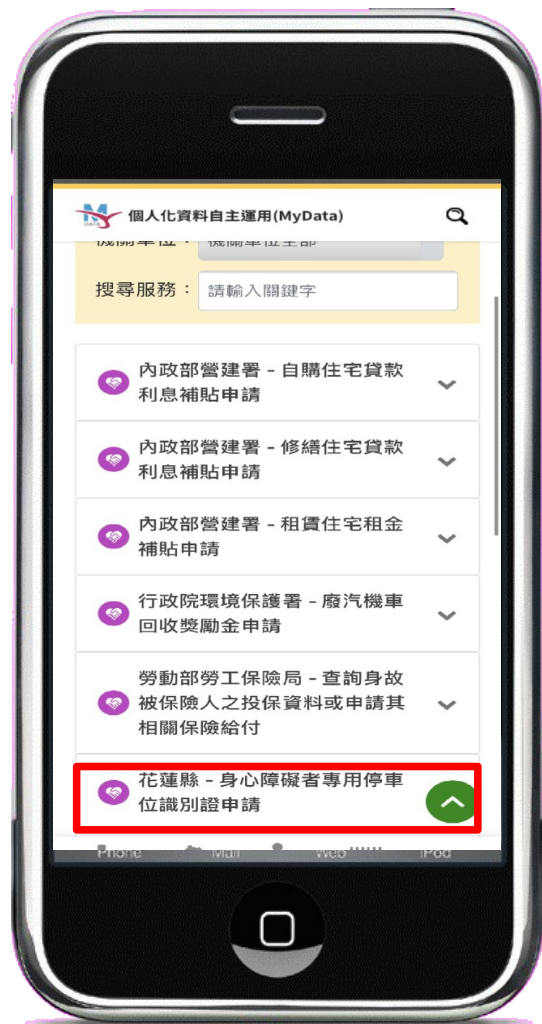 個人化資料自主運用(MyData)
機關單位： 機關單位全部
搜尋服務： 請輸入關鍵字
內政部營建署 - 自購住宅貸款
利息補貼申請
內政部營建署 - 修繕住宅貸款
利息補貼申請
內政部營建署 - 租賃住宅租金
補貼申請
行政院環境保護署 - 廢汽機車
回收獎勵金申請
勞動部勞工保險局 - 查詢身故
被保險人之投保資料或申請其
相關保險給付
花蓮縣 - 身心障礙者專用停車
位識別證申請
Phone Mail Web iPod